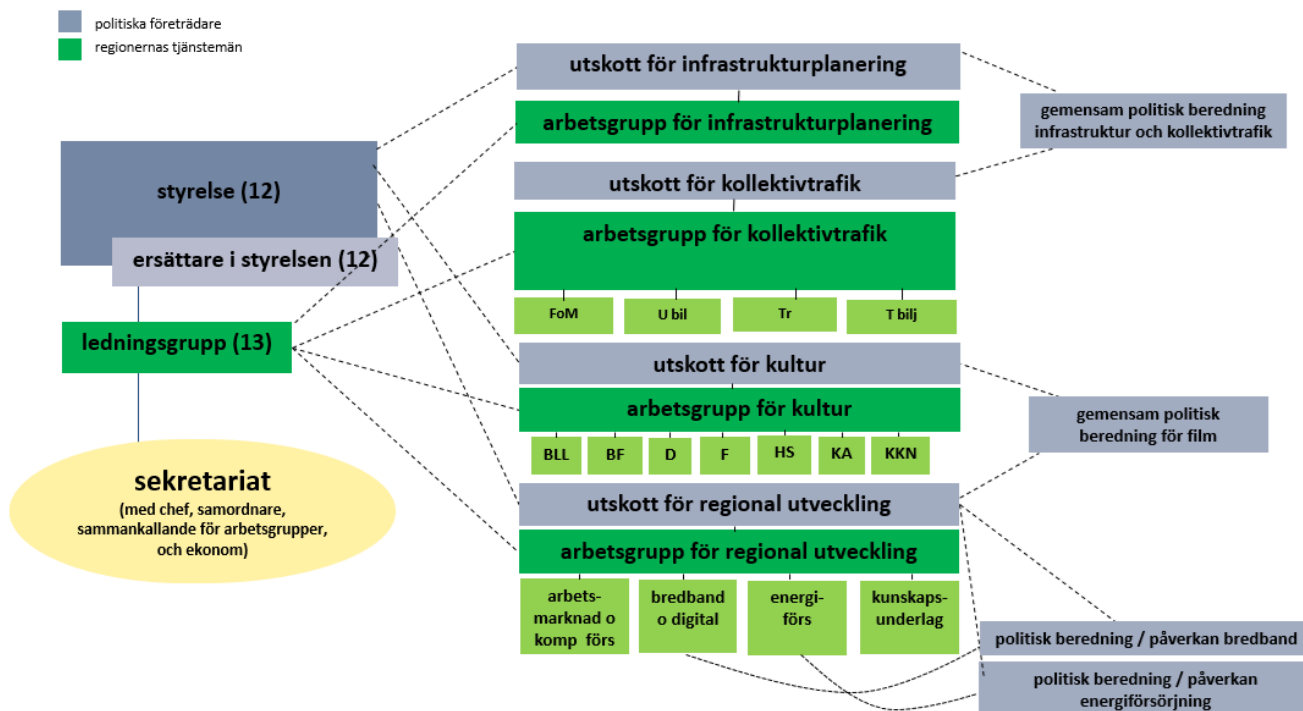 politiska företrädare
regionernas tjänstemän
styrelse (12)
ersättare i styrelsen (12)
ledningsgrupp (13)
sekretariat
(med chef, samordnare,
sammankallande för arbetsgrupper,
och ekonom)
utskott för infrastrukturplanering
arbetsgrupp för infrastrukturplanering
utskott för kollektivtrafik
arbetsgrupp för kollektivtrafik
FoM
U bil
Tr
T bilj
utskott för kultur
arbetsgrupp för kultur
BLL
BF
D
F
HS
KA
KKN
utskott för regional utveckling
arbetsgrupp för regional utveckling
arbets-
marknad o
komp förs
bredband
o digital
energi-
förs
kunskaps-
underlag
gemensam politisk beredning
infrastruktur och kollektivtrafik
gemensam politisk
beredning för film
politisk beredning / påverkan bredband
politisk beredning / påverkan
energiförsörjning